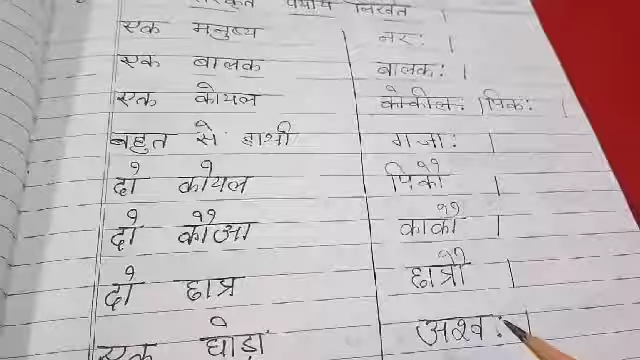 संस्कृत पर्याय लिखत ।
एक मनुष्य नरः ।
एक बालक बालकः ।
एक कोयल कोकीलः पिकः ।
बहुत से हाथी गजाः ।
दो कोयल पिकौ ।
दो कौआ काकौ ।
दो छात्र छात्रौ ।
एक घोड़ा अश्वः ।